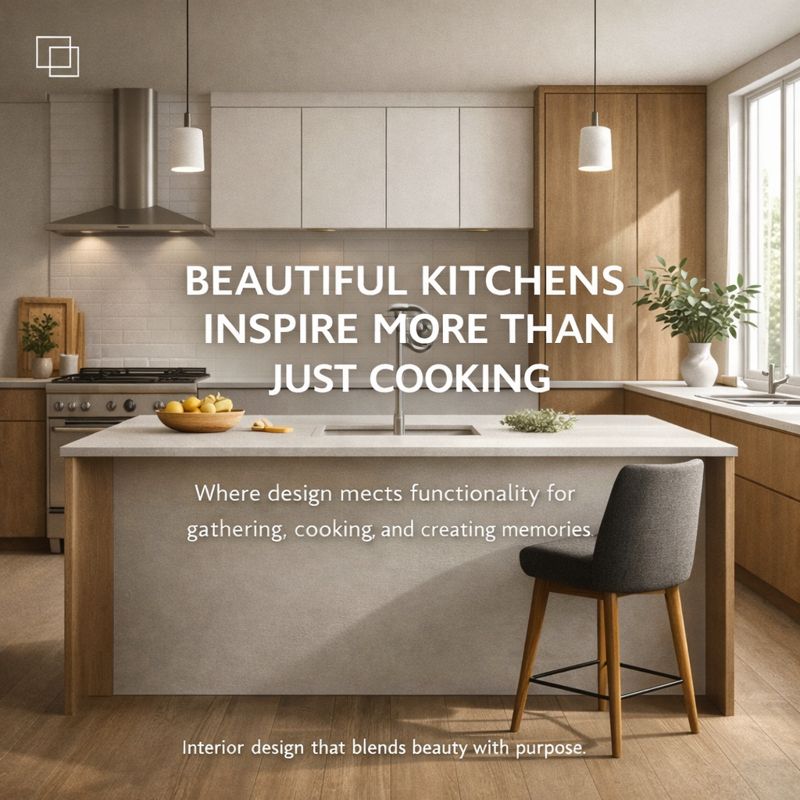 BEAUTIFUL KITCHENS
INSPIRE MORE THAN
JUST COOKING
Where design mects functionality for
gathering, cooking, and creating memories.
Interior design that blends beauty with purpose.